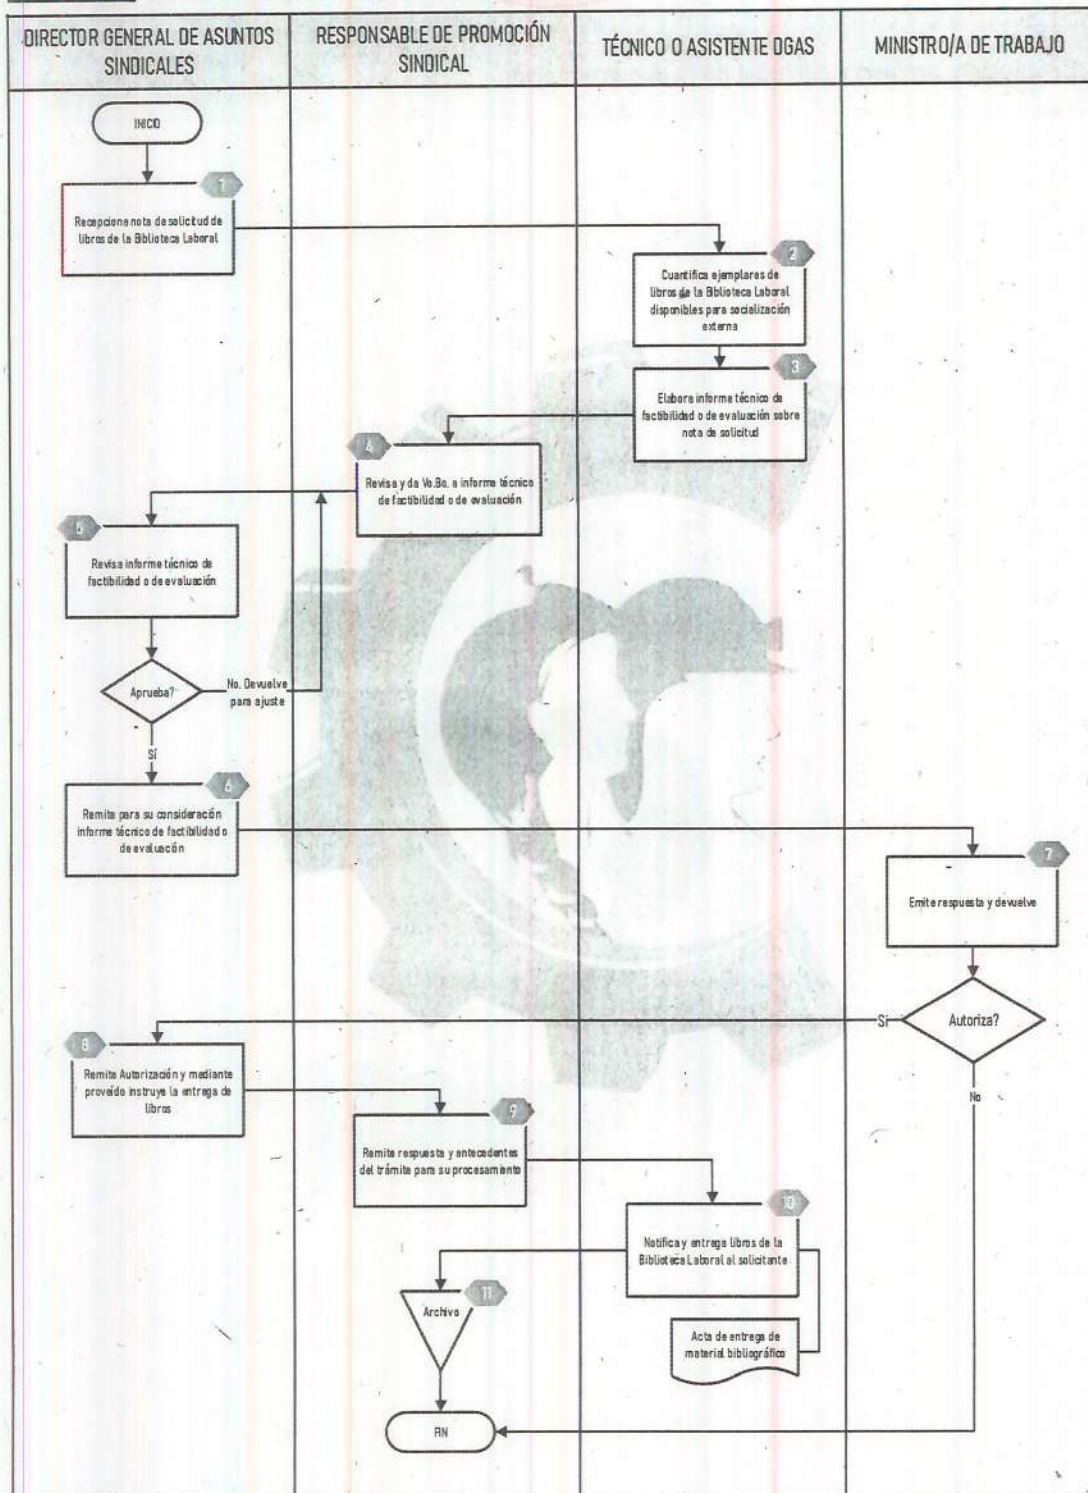 DIRECTOR GENERAL DE ASUNTOS
SINDICALES
RESPONSABLE DE PROMOCIÓN
SINDICAL
TÉCNICO O ASISTENTE DGAS
MINISTRO/A DE TRABAJO
INICIO
1
Recepciona nota de solicitud de
libros de la Biblioteca Laboral
2
Cuantifica ejemplares de
libros de la Biblioteca Laboral
disponibles para socialización
externa
3
Elabora informe técnico de
factibilidad o de evaluación sobre
nota de solicitud
4
Revisa y da Vo.Bo. a informe técnico
de factibilidad o de evaluación
5
Revisa informe técnico de
factibilidad o de evaluación
Aprueba?
No. Devuelve
para ajuste
Sí
6
Remite para su consideración
informe técnico de factibilidad o
de evaluación
7
Emite respuesta y devuelve
Autoriza?
Sí
No
8
Remite Autorización y mediante
proveído instruye la entrega de
libros
9
Remite respuesta y antecedentes
del trámite para su procesamiento
10
Notifica y entrega libros de la
Biblioteca Laboral al solicitante
11
Archivo
Acta de entrega de
material bibliográfico
FIN